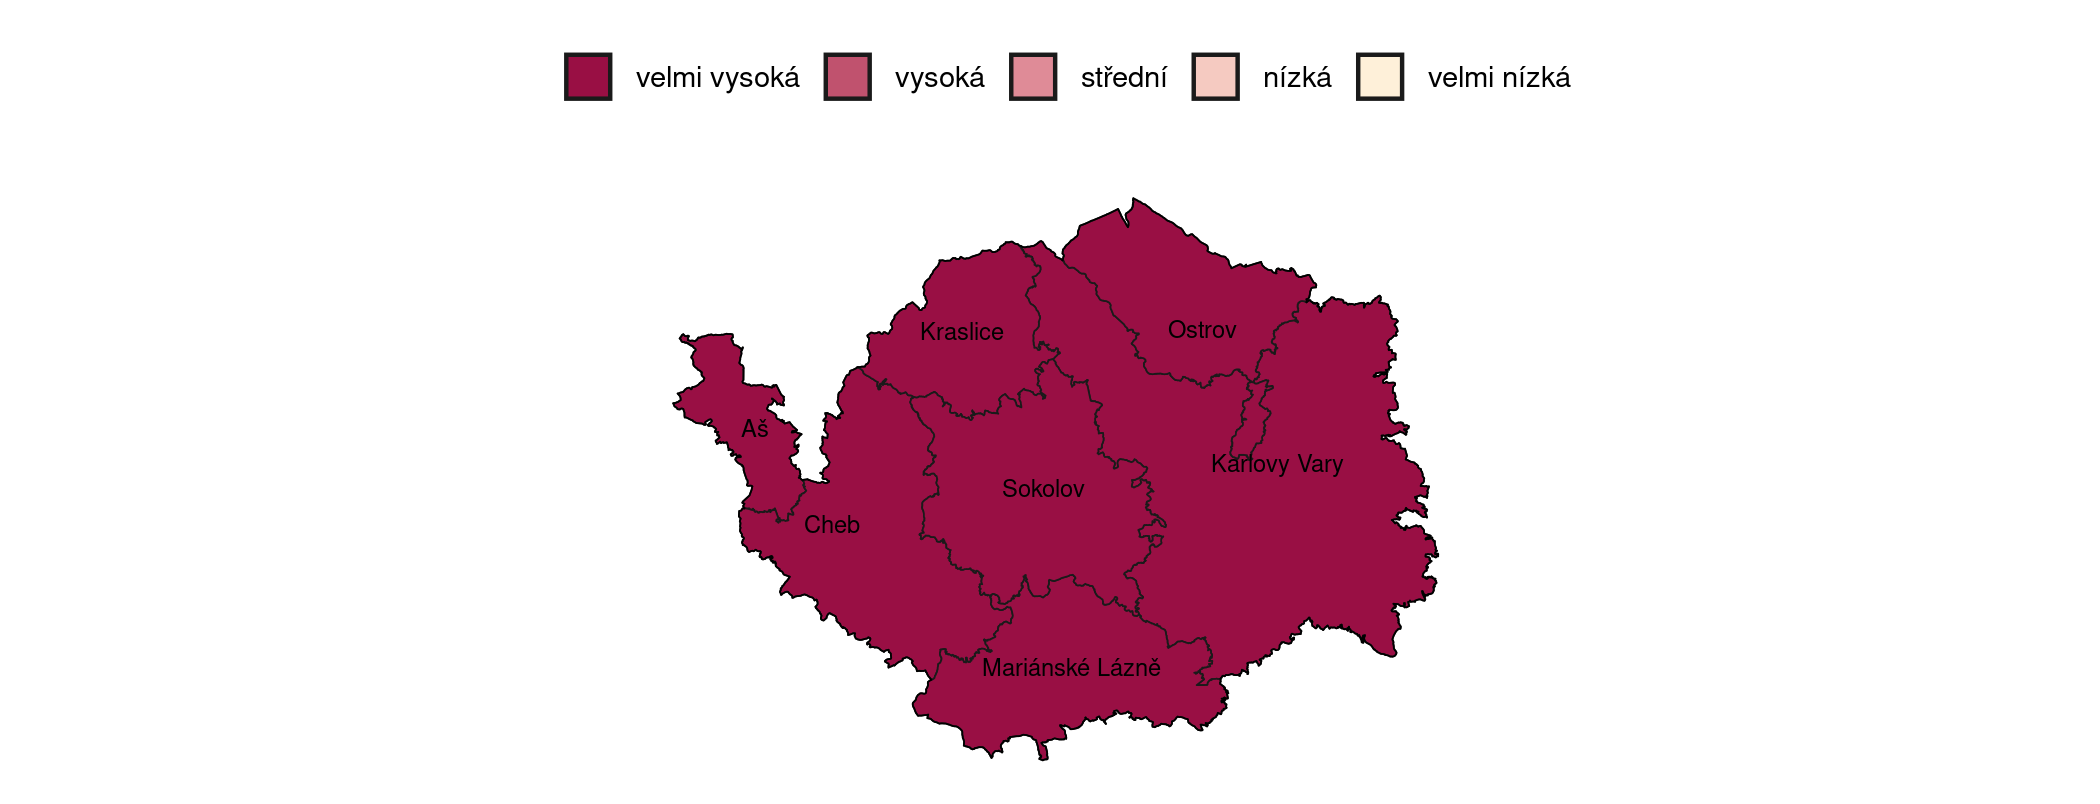 velmi vysoká vysoká střední nízká velmi nízká
Kraslice
Ostrov
Aš
Karlovy Vary
Sokolov
Cheb
Mariánské Lázně